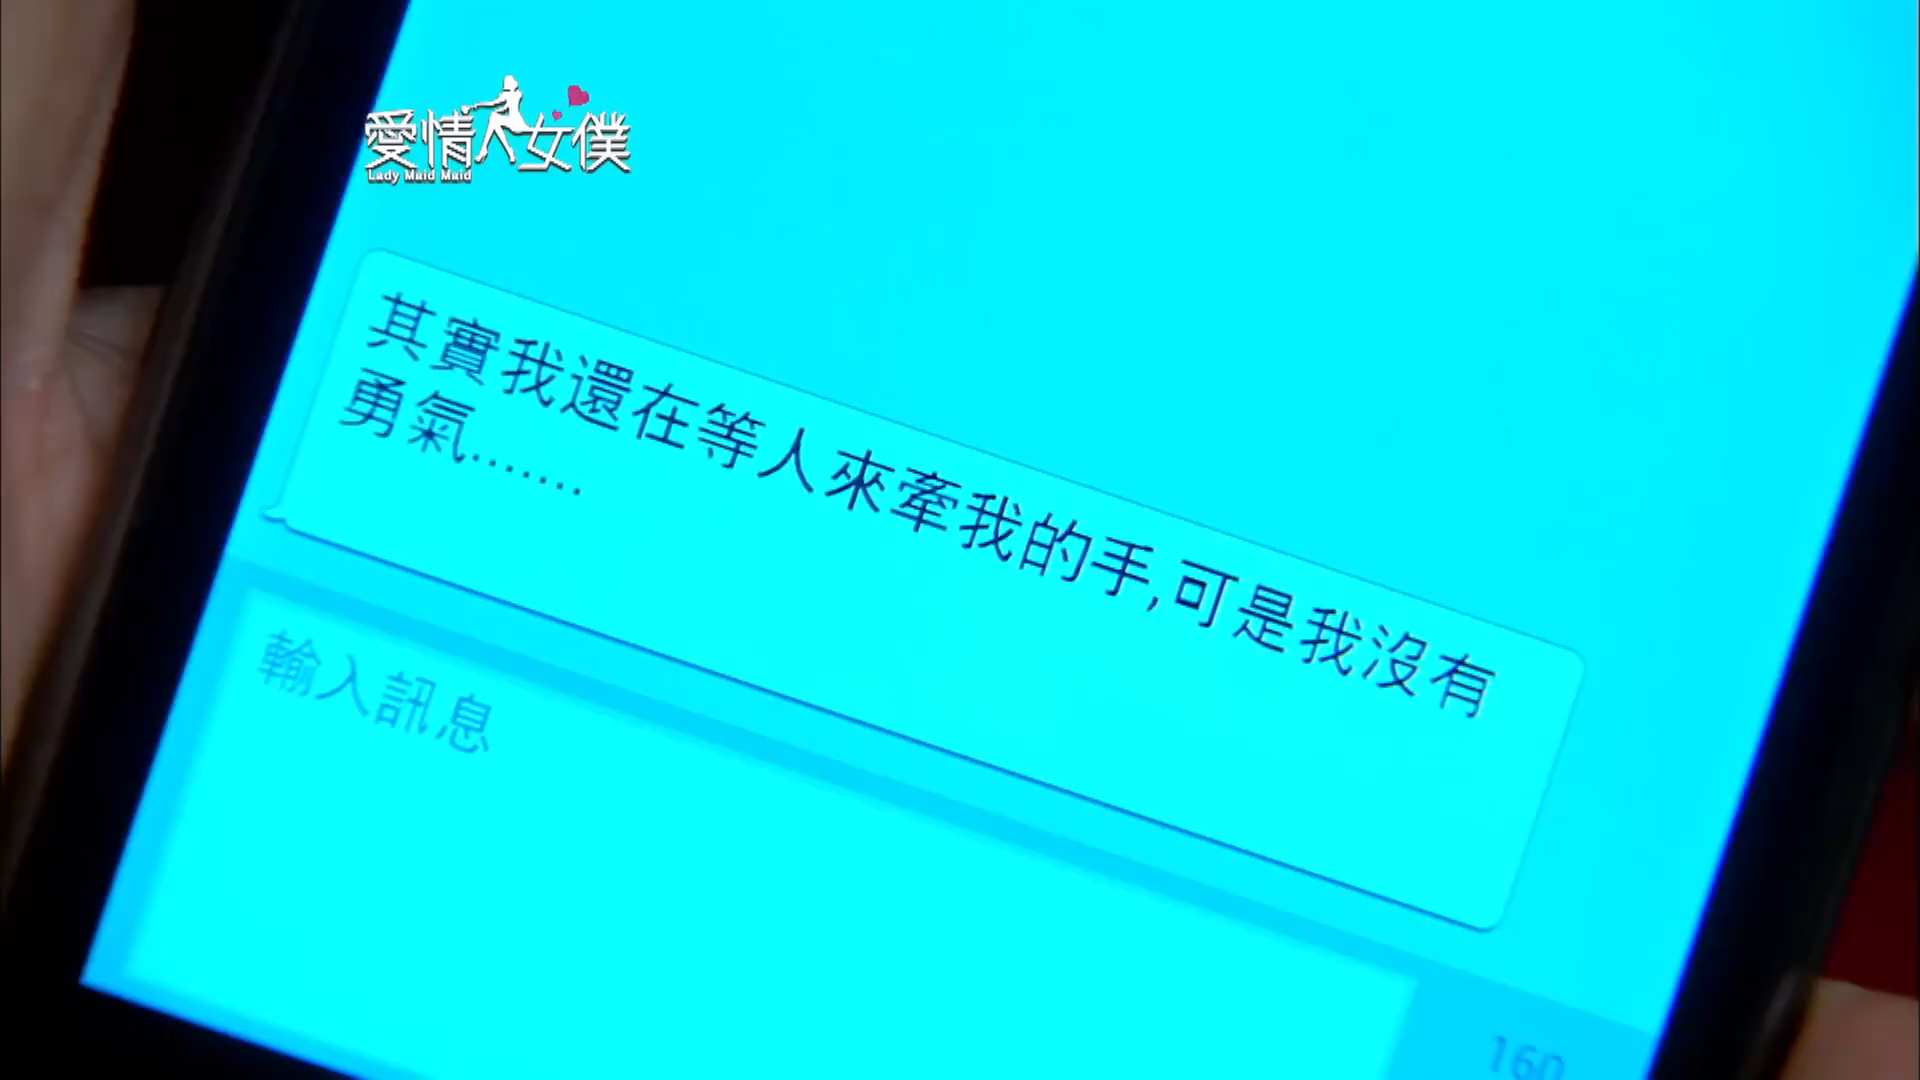 愛情女僕
Lady Maid Maid
其實我還在等人來牽我的手,可是我沒有
勇氣.......
輸入訊息
160